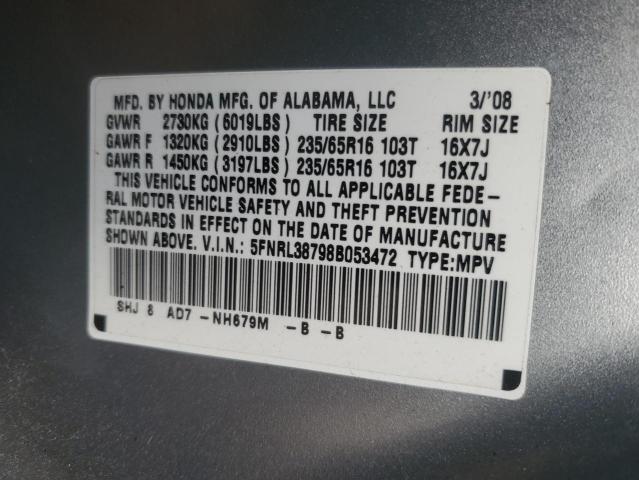 MFD. BY HONDA MFG. OF ALABAMA, LLC 3/'08
GVWR 2730KG (6019LBS) TIRE SIZE RIM SIZE
GAWR F 1320KG (2910LBS) 235/65R16 103T 16X7J
GAWR R 1450KG (3197LBS) 235/65R16 103T 16X7J
THIS VEHICLE CONFORMS TO ALL APPLICABLE FEDE-
RAL MOTOR VEHICLE SAFETY AND THEFT PREVENTION
STANDARDS IN EFFECT ON THE DATE OF MANUFACTURE
SHOWN ABOVE. V.I.N.: 5FNRL38798B053472 TYPE:MPV
SHJ 8 AD7 -NH679M -B -B